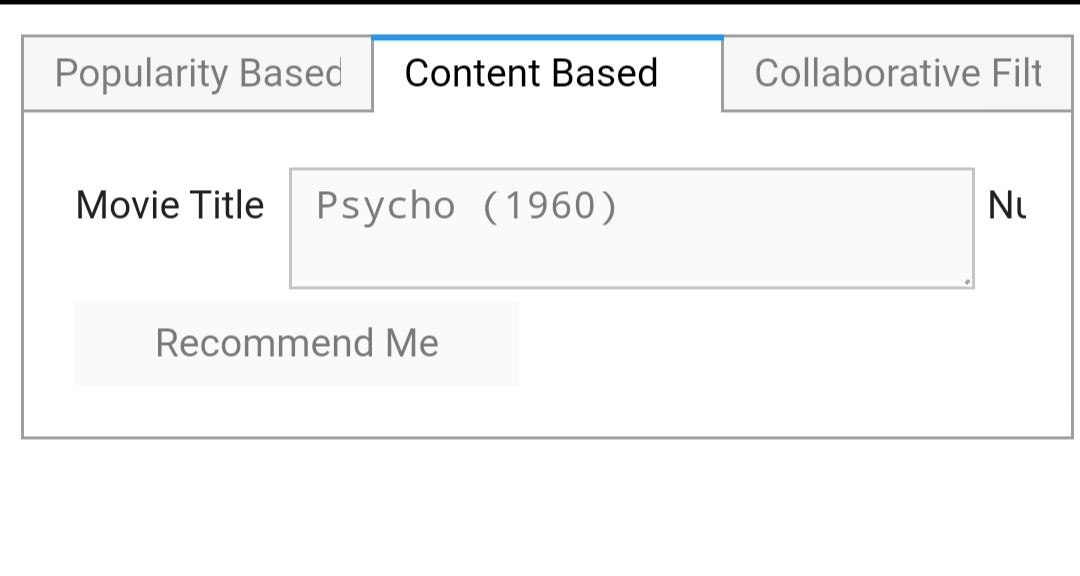 Popularity Based Content Based Collaborative Filt
Movie Title Psycho (1960)
Recommend Me